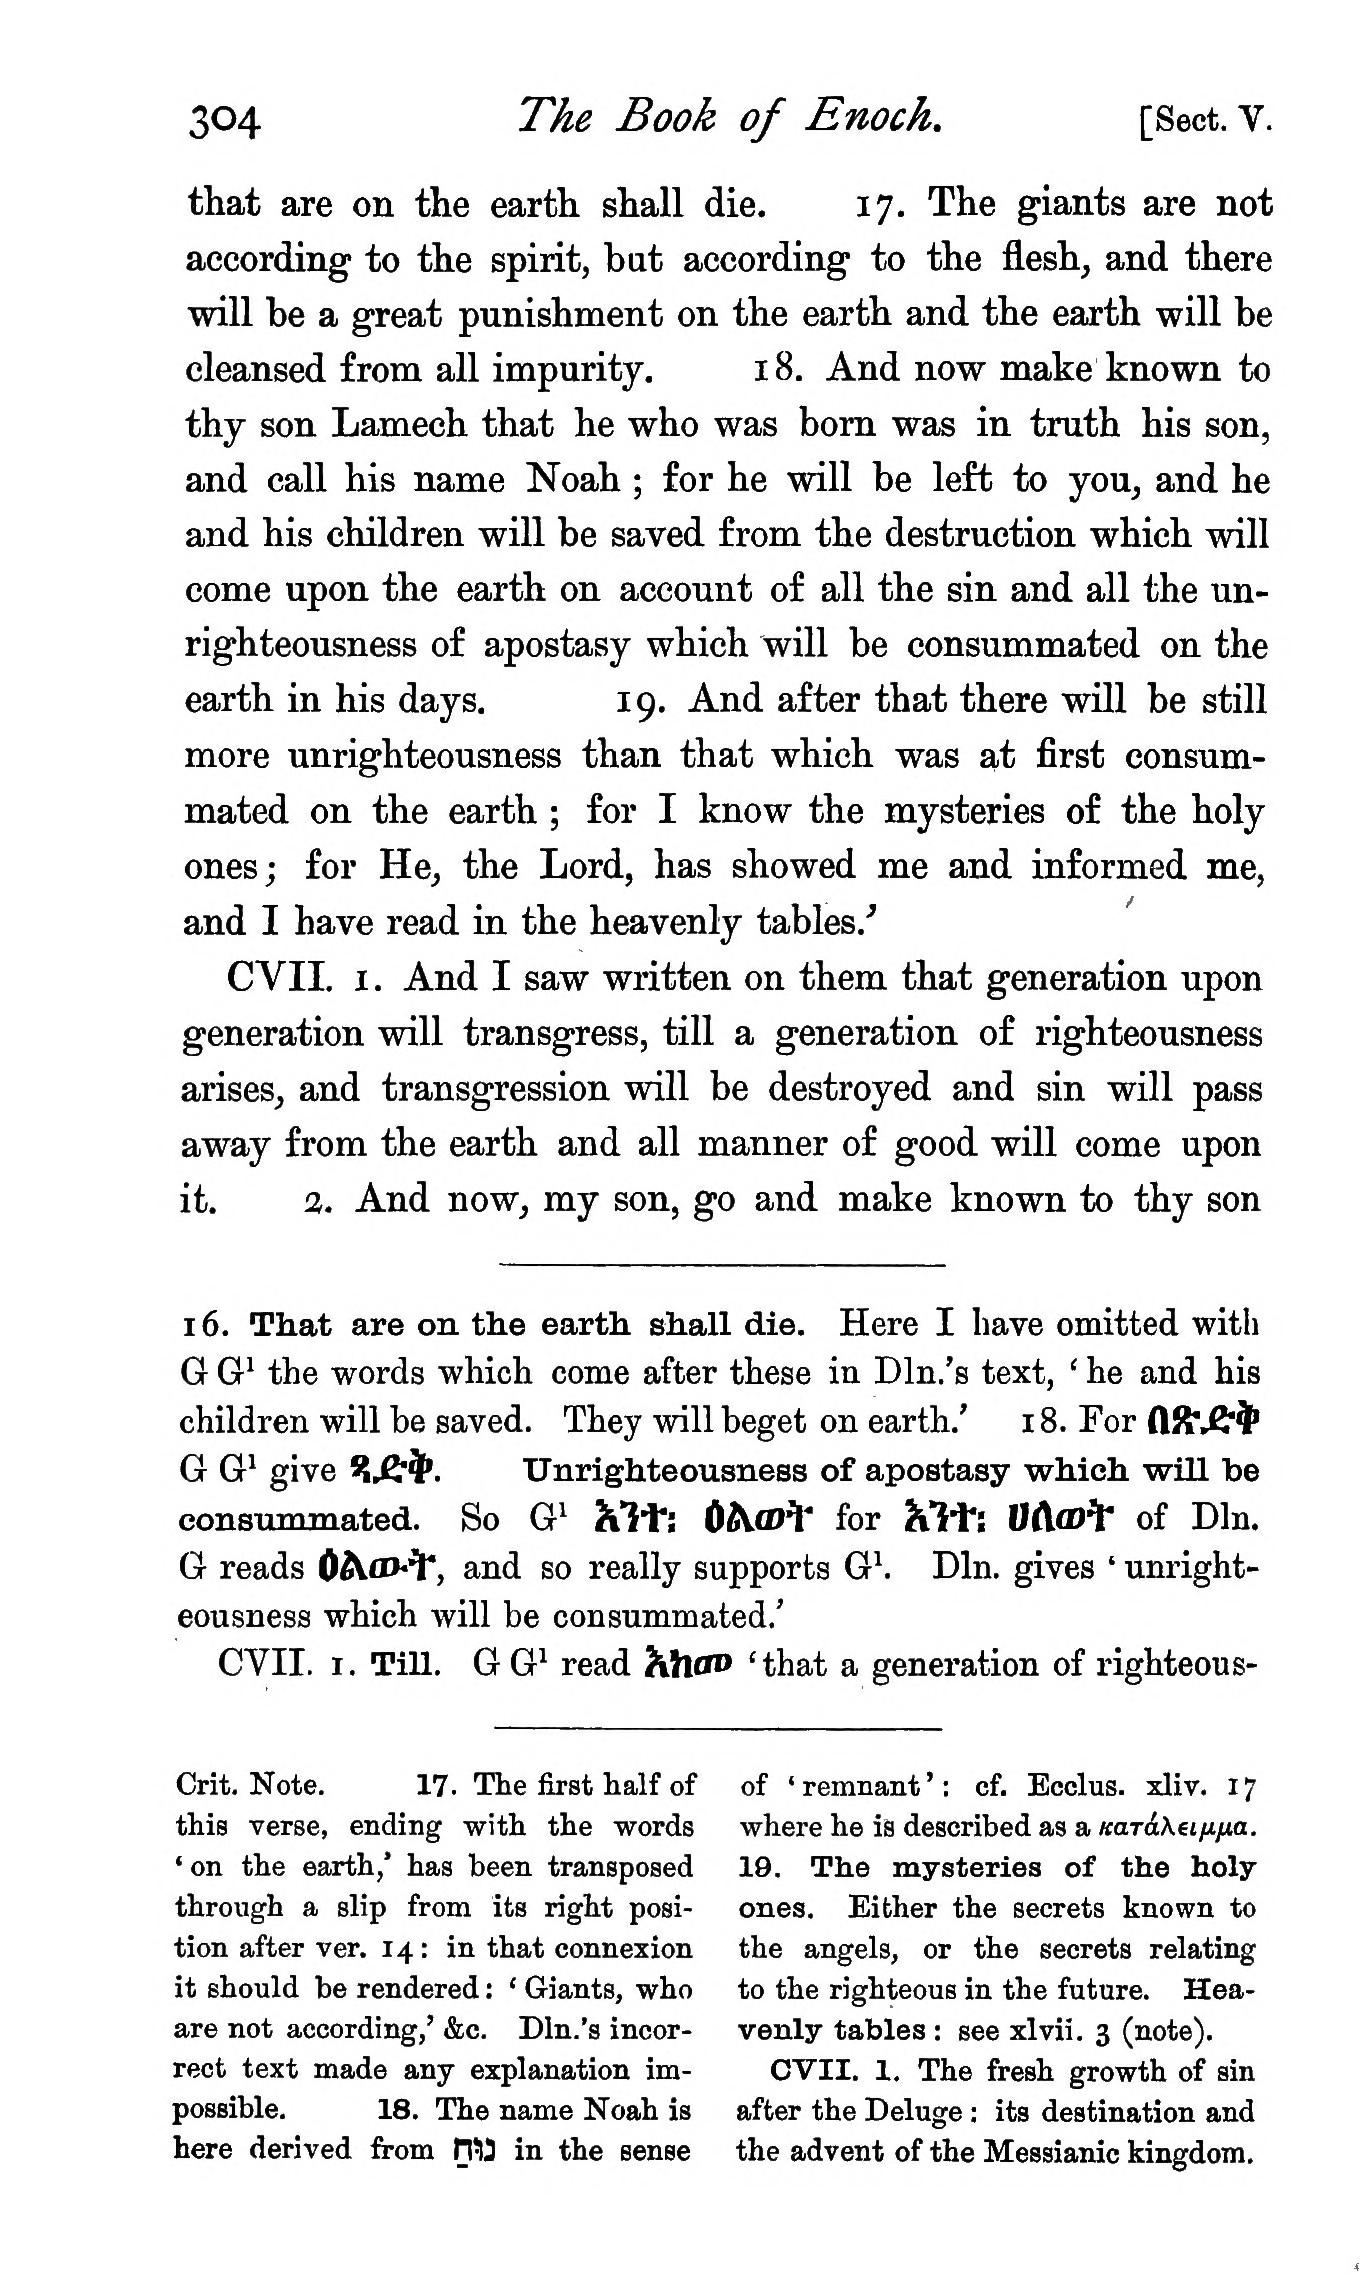 304 The Book of Enoch. [Sect. V.
that are on the earth shall die. 17. The giants are not
according to the spirit, but according to the flesh, and there
will be a great punishment on the earth and the earth will be
cleansed from all impurity. 18. And now make known to
thy son Lamech that he who was born was in truth his son,
and call his name Noah ; for he will be left to you, and he
and his children will be saved from the destruction which will
come upon the earth on account of all the sin and all the un-
righteousness of apostasy which will be consummated on the
earth in his days. 19. And after that there will be still
more unrighteousness than that which was at first consum-
mated on the earth ; for I know the mysteries of the holy
ones; for He, the Lord, has showed me and informed me,
and I have read in the heavenly tables.’
CVII. 1. And I saw written on them that generation upon
generation will transgress, till a generation of righteousness
arises, and transgression will be destroyed and sin will pass
away from the earth and all manner of good will come upon
it. 2. And now, my son, go and make known to thy son
16. That are on the earth shall die. Here I have omitted with
G G¹ the words which come after these in Dln.’s text, ‘ he and his
children will be saved. They will beget on earth.’ 18. For በጽድቅ
G G¹ give ጻድቅ. Unrighteousness of apostasy which will be
consummated. So G¹ እንተ፡ ዕልወት for እንተ፡ ሀለወት of Dln.
G reads ዕልውት, and so really supports G¹. Dln. gives ‘ unright-
eousness which will be consummated.’
CVII. 1. Till. G G¹ read እከመ ‘that a generation of righteous-
Crit. Note. 17. The first half of
this verse, ending with the words
‘ on the earth,’ has been transposed
through a slip from its right posi-
tion after ver. 14: in that connexion
it should be rendered: ‘ Giants, who
are not according,’ &c. Dln.’s incor-
rect text made any explanation im-
possible. 18. The name Noah is
here derived from נוֹחַ in the sense
of ‘remnant’: cf. Ecclus. xliv. 17
where he is described as a κατάλειμμα.
19. The mysteries of the holy
ones. Either the secrets known to
the angels, or the secrets relating
to the righteous in the future. Hea-
venly tables: see xlvii. 3 (note).
CVII. 1. The fresh growth of sin
after the Deluge : its destination and
the advent of the Messianic kingdom.